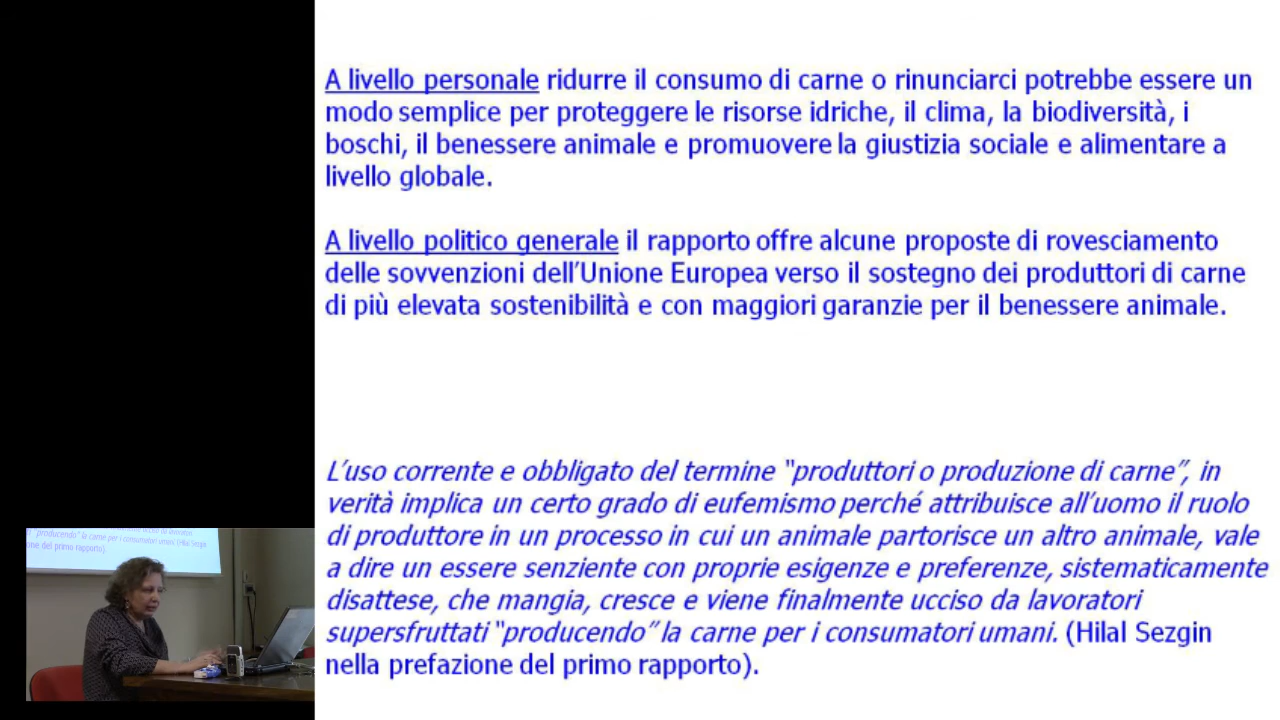 A livello personale ridurre il consumo di carne o rinunciarci potrebbe essere un
modo semplice per proteggere le risorse idriche, il clima, la biodiversità, i
boschi, il benessere animale e promuovere la giustizia sociale e alimentare a
livello globale.
A livello politico generale il rapporto offre alcune proposte di rovesciamento
delle sovvenzioni dell'Unione Europea verso il sostegno dei produttori di carne
di più elevata sostenibilità e con maggiori garanzie per il benessere animale.
L'uso corrente e obbligato del termine "produttori o produzione di carne", in
verità implica un certo grado di eufemismo perché attribuisce all'uomo il ruolo
di produttore in un processo in cui un animale partorisce un altro animale, vale
a dire un essere senziente con proprie esigenze e preferenze, sistematicamente
disattese, che mangia, cresce e viene finalmente ucciso da lavoratori
supersfruttati "producendo" la carne per i consumatori umani. (Hilal Sezgin
nella prefazione del primo rapporto).
"producendo" la carne per i consumatori umani. (Hilal Sezgin
del primo rapporto).